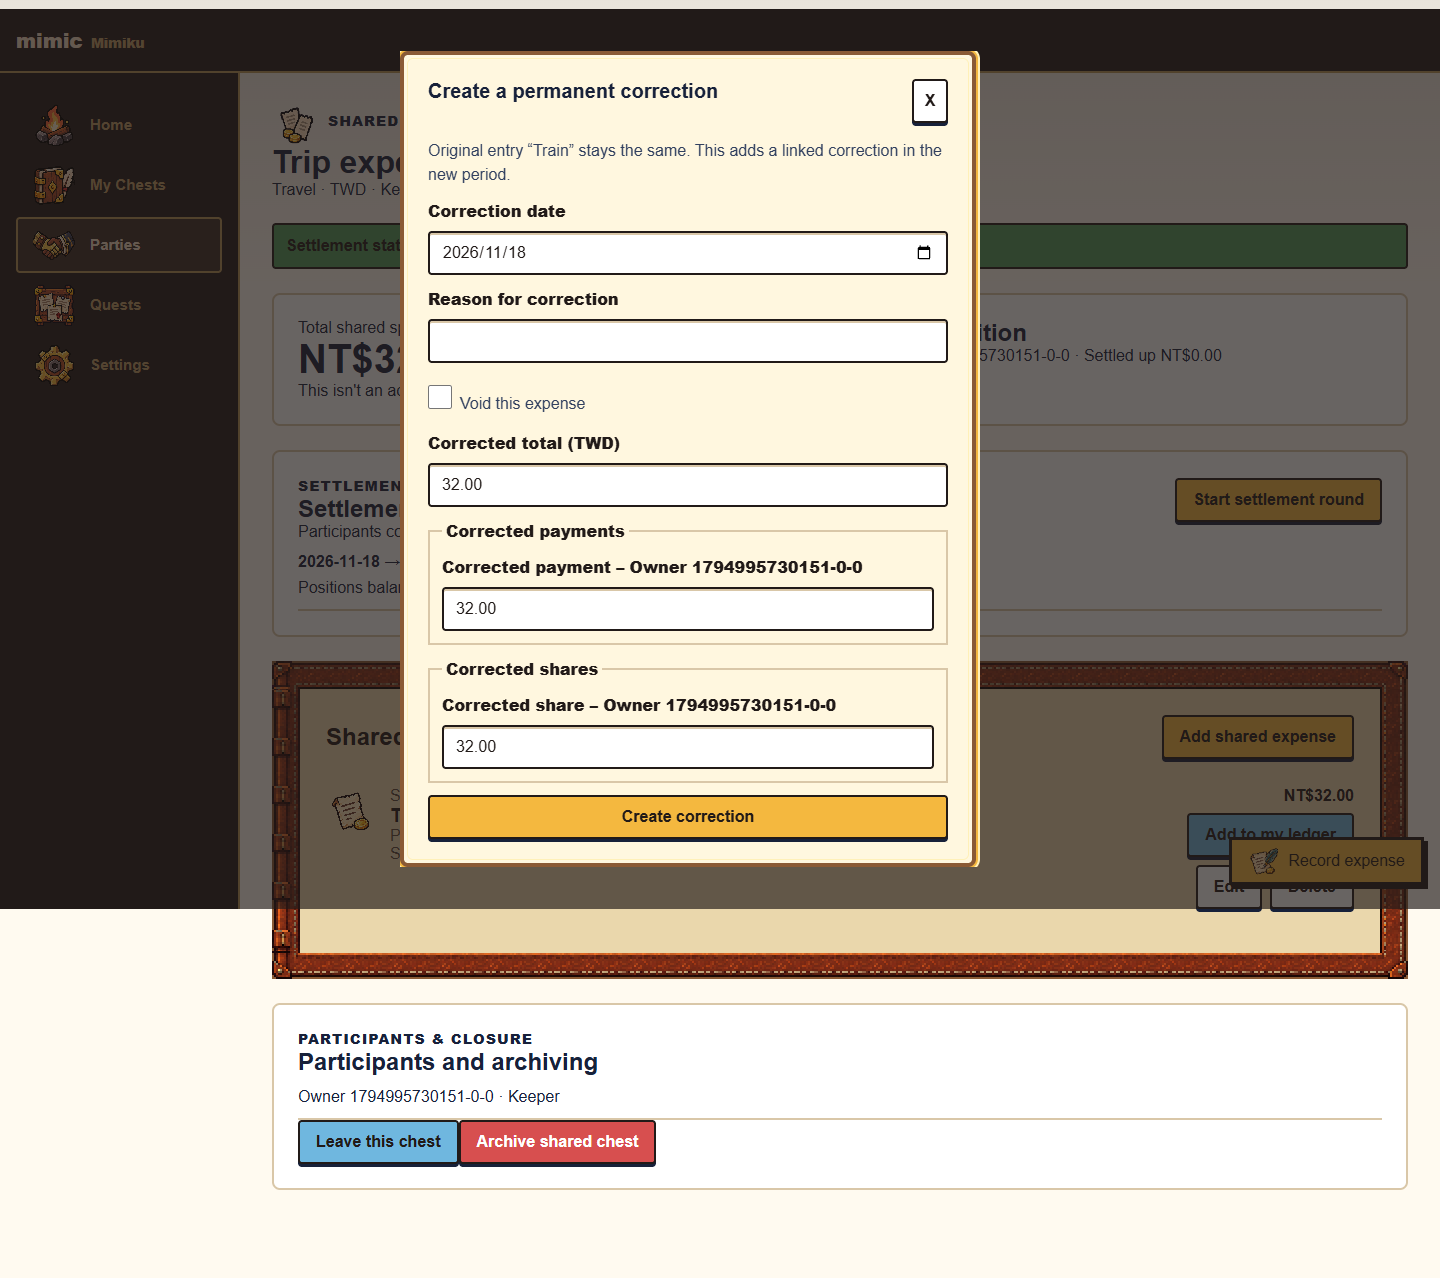 mimic Mimiku
Home
My Chests
Parties
Quests
Settings
SHARED
Trip expe
Travel · TWD · Ke
Settlement stat
Total shared sp
NT$32
This isn't an ac
ition
5730151-0-0 · Settled up NT$0.00
SETTLEMEN
Settleme
Participants co
2026-11-18 →
Positions balan
Start settlement round
Shared
Add shared expense
NT$32.00
Add to my ledger
Record expense
Edit
Delete
Create a permanent correction
X
Original entry “Train” stays the same. This adds a linked correction in the
new period.
Correction date
2026/11/18
Reason for correction
Void this expense
Corrected total (TWD)
32.00
Corrected payments
Corrected payment – Owner 1794995730151-0-0
32.00
Corrected shares
Corrected share – Owner 1794995730151-0-0
32.00
Create correction
PARTICIPANTS & CLOSURE
Participants and archiving
Owner 1794995730151-0-0 · Keeper
Leave this chest
Archive shared chest